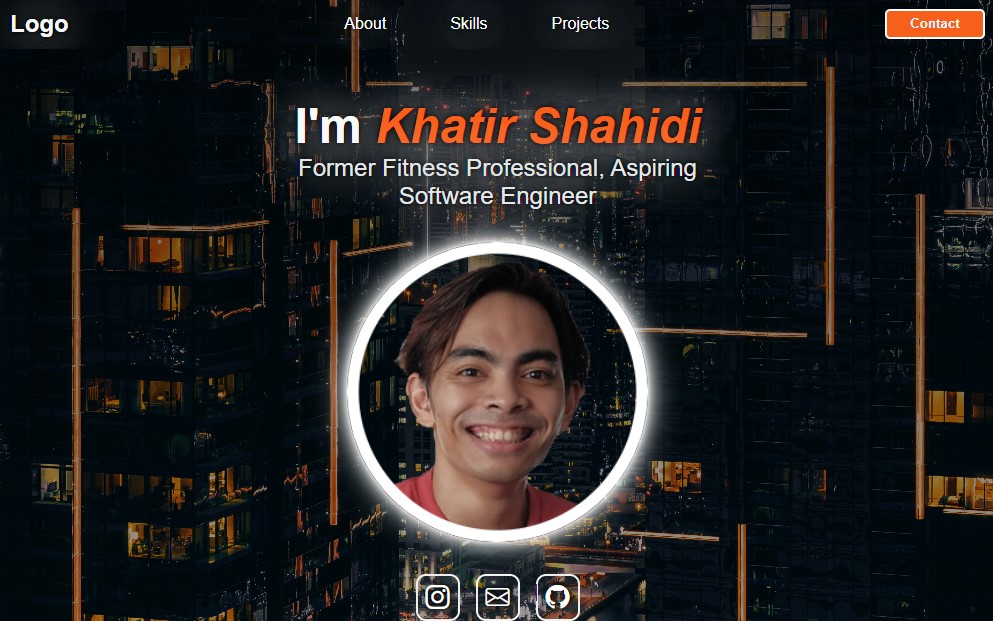 Logo
About
Skills
Projects
Contact
I'm Khatir Shahidi
Former Fitness Professional, Aspiring
Software Engineer